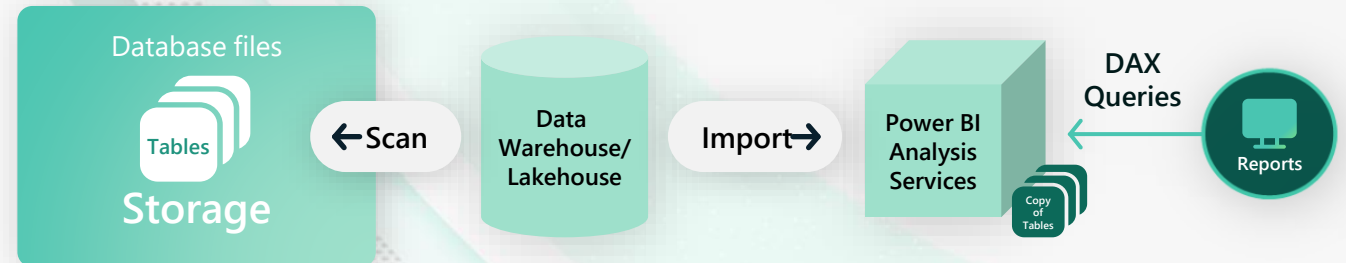 Database files
Tables
Storage
Scan
Data
Warehouse/
Lakehouse
Import
Power BI
Analysis
Services
Copy
of
Tables
DAX
Queries
Reports